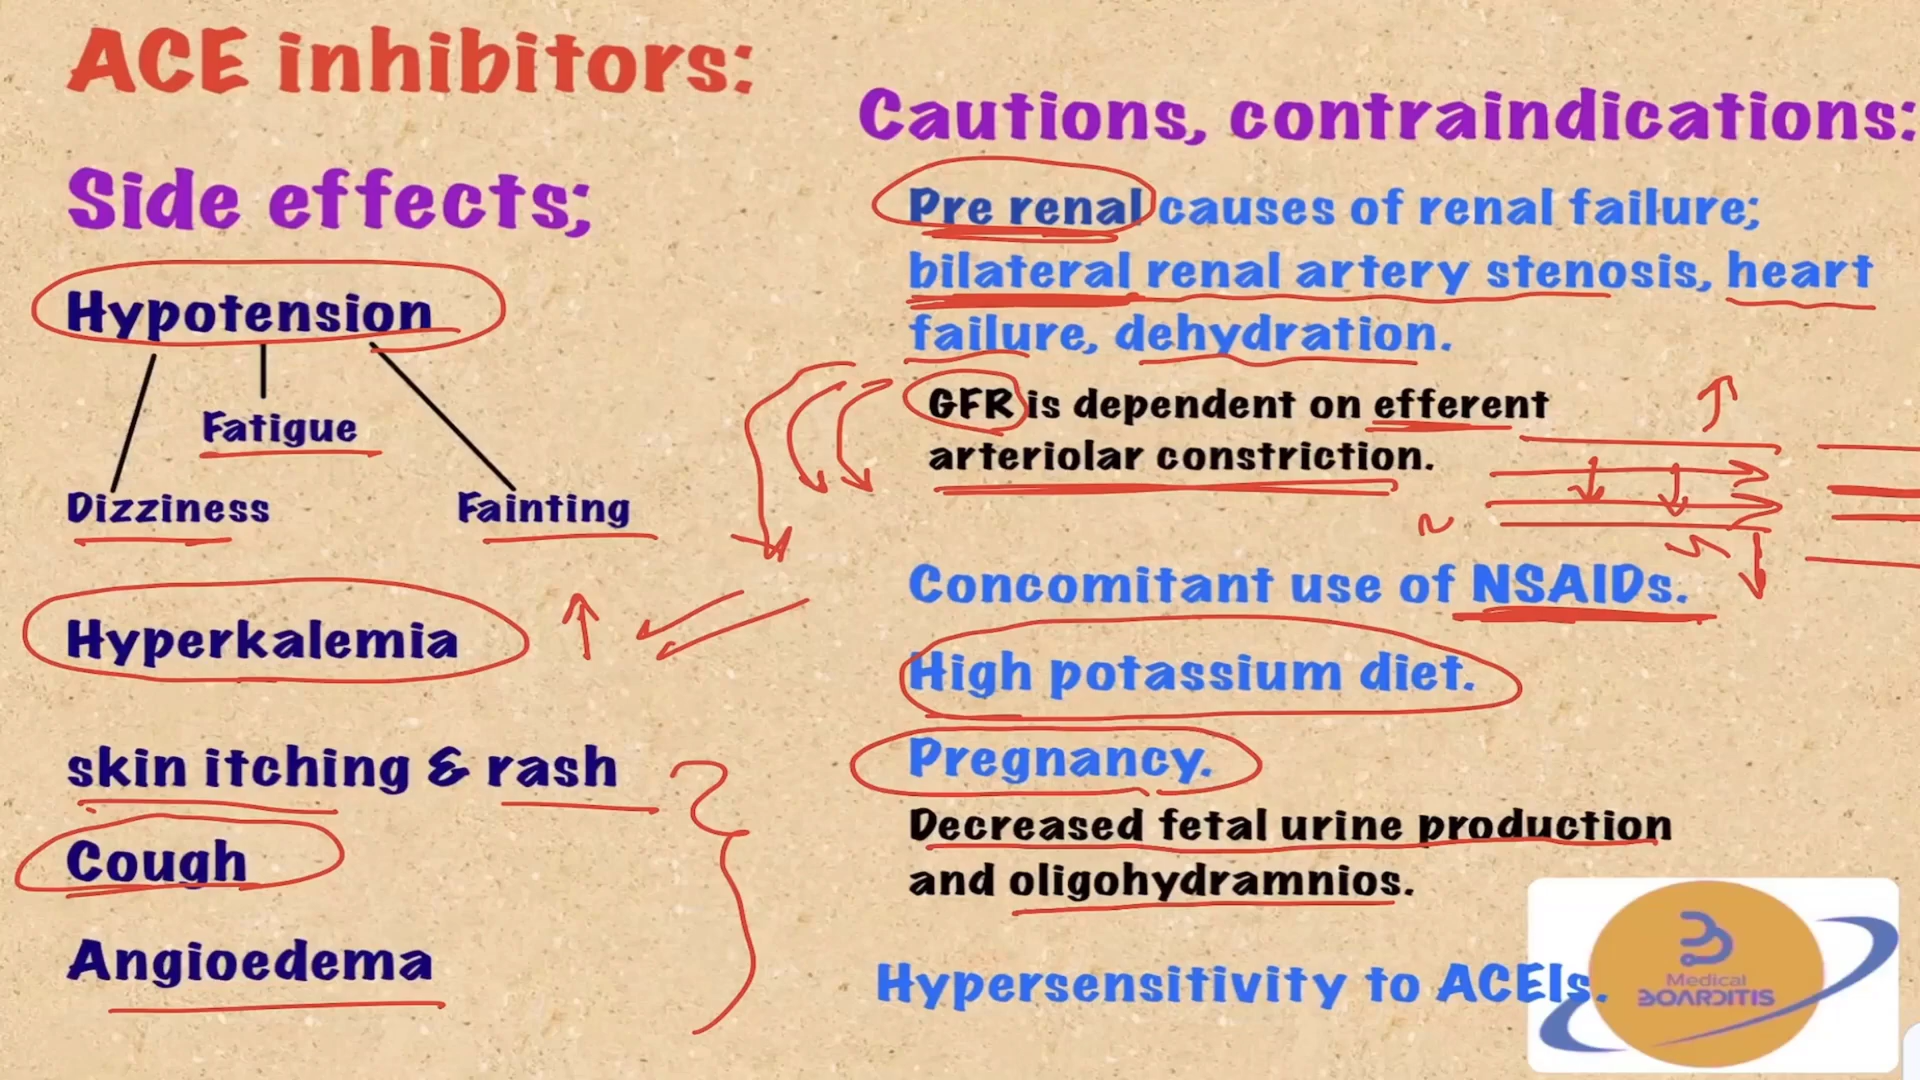 ACE inhibitors:
Side effects;
Hypotension
Fatigue
Dizziness
Fainting
Hyperkalemia
skin itching & rash
Cough
Angioedema
Cautions, contraindications:
Pre renal causes of renal failure;
bilateral renal artery stenosis, heart
failure, dehydration.
GFR is dependent on efferent
arteriolar constriction.
Concomitant use of NSAIDs.
High potassium diet.
Pregnancy.
Decreased fetal urine production
and oligohydramnios.
Hypersensitivity to ACEIs.
Medical
BOARDITIS